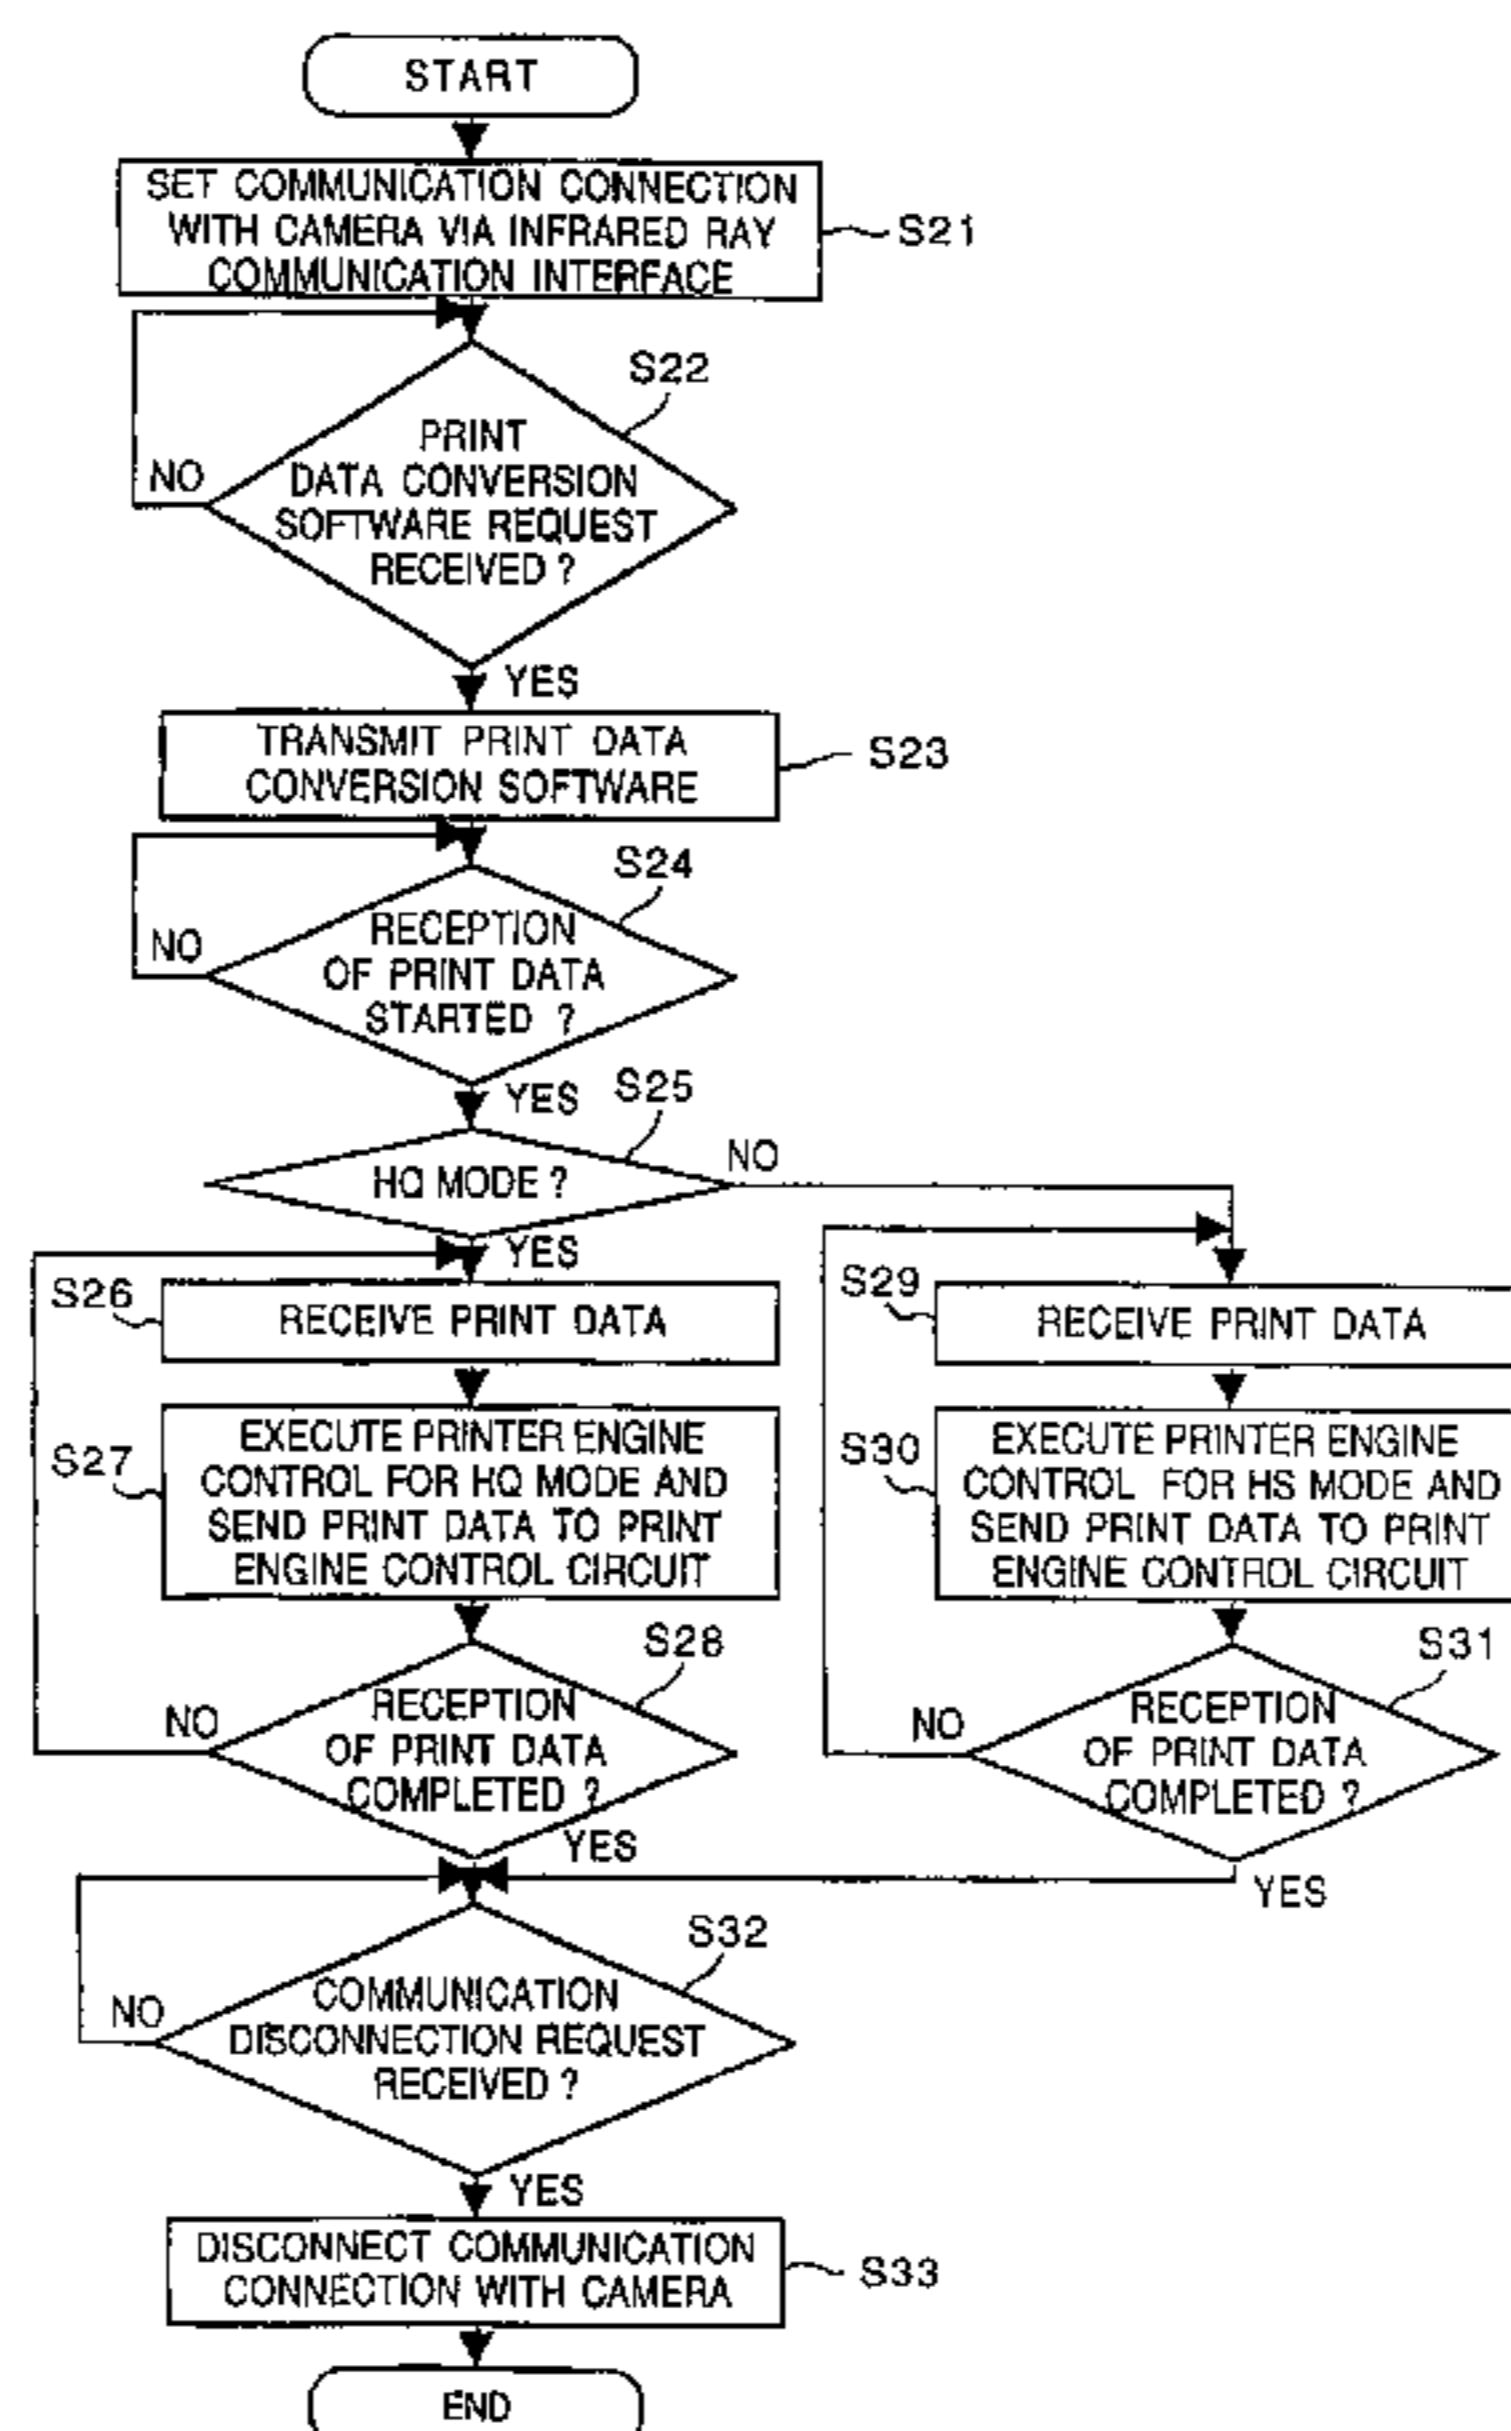 START
SET COMMUNICATION CONNECTION
WITH CAMERA VIA INFRARED RAY
COMMUNICATION INTERFACE
S21
S22
PRINT
DATA CONVERSION
SOFTWARE REQUEST
RECEIVED ?
NO
YES
TRANSMIT PRINT DATA
CONVERSION SOFTWARE
S23
S24
RECEPTION
OF PRINT DATA
STARTED ?
NO
YES
S25
HQ MODE ?
NO
YES
S26
RECEIVE PRINT DATA
S27
EXECUTE PRINTER ENGINE
CONTROL FOR HQ MODE AND
SEND PRINT DATA TO PRINT
ENGINE CONTROL CIRCUIT
S28
RECEPTION
OF PRINT DATA
COMPLETED ?
NO
YES
S29
RECEIVE PRINT DATA
S30
EXECUTE PRINTER ENGINE
CONTROL FOR HS MODE AND
SEND PRINT DATA TO PRINT
ENGINE CONTROL CIRCUIT
S31
RECEPTION
OF PRINT DATA
COMPLETED ?
NO
YES
S32
COMMUNICATION
DISCONNECTION REQUEST
RECEIVED ?
NO
YES
DISCONNECT COMMUNICATION
CONNECTION WITH CAMERA
S33
END